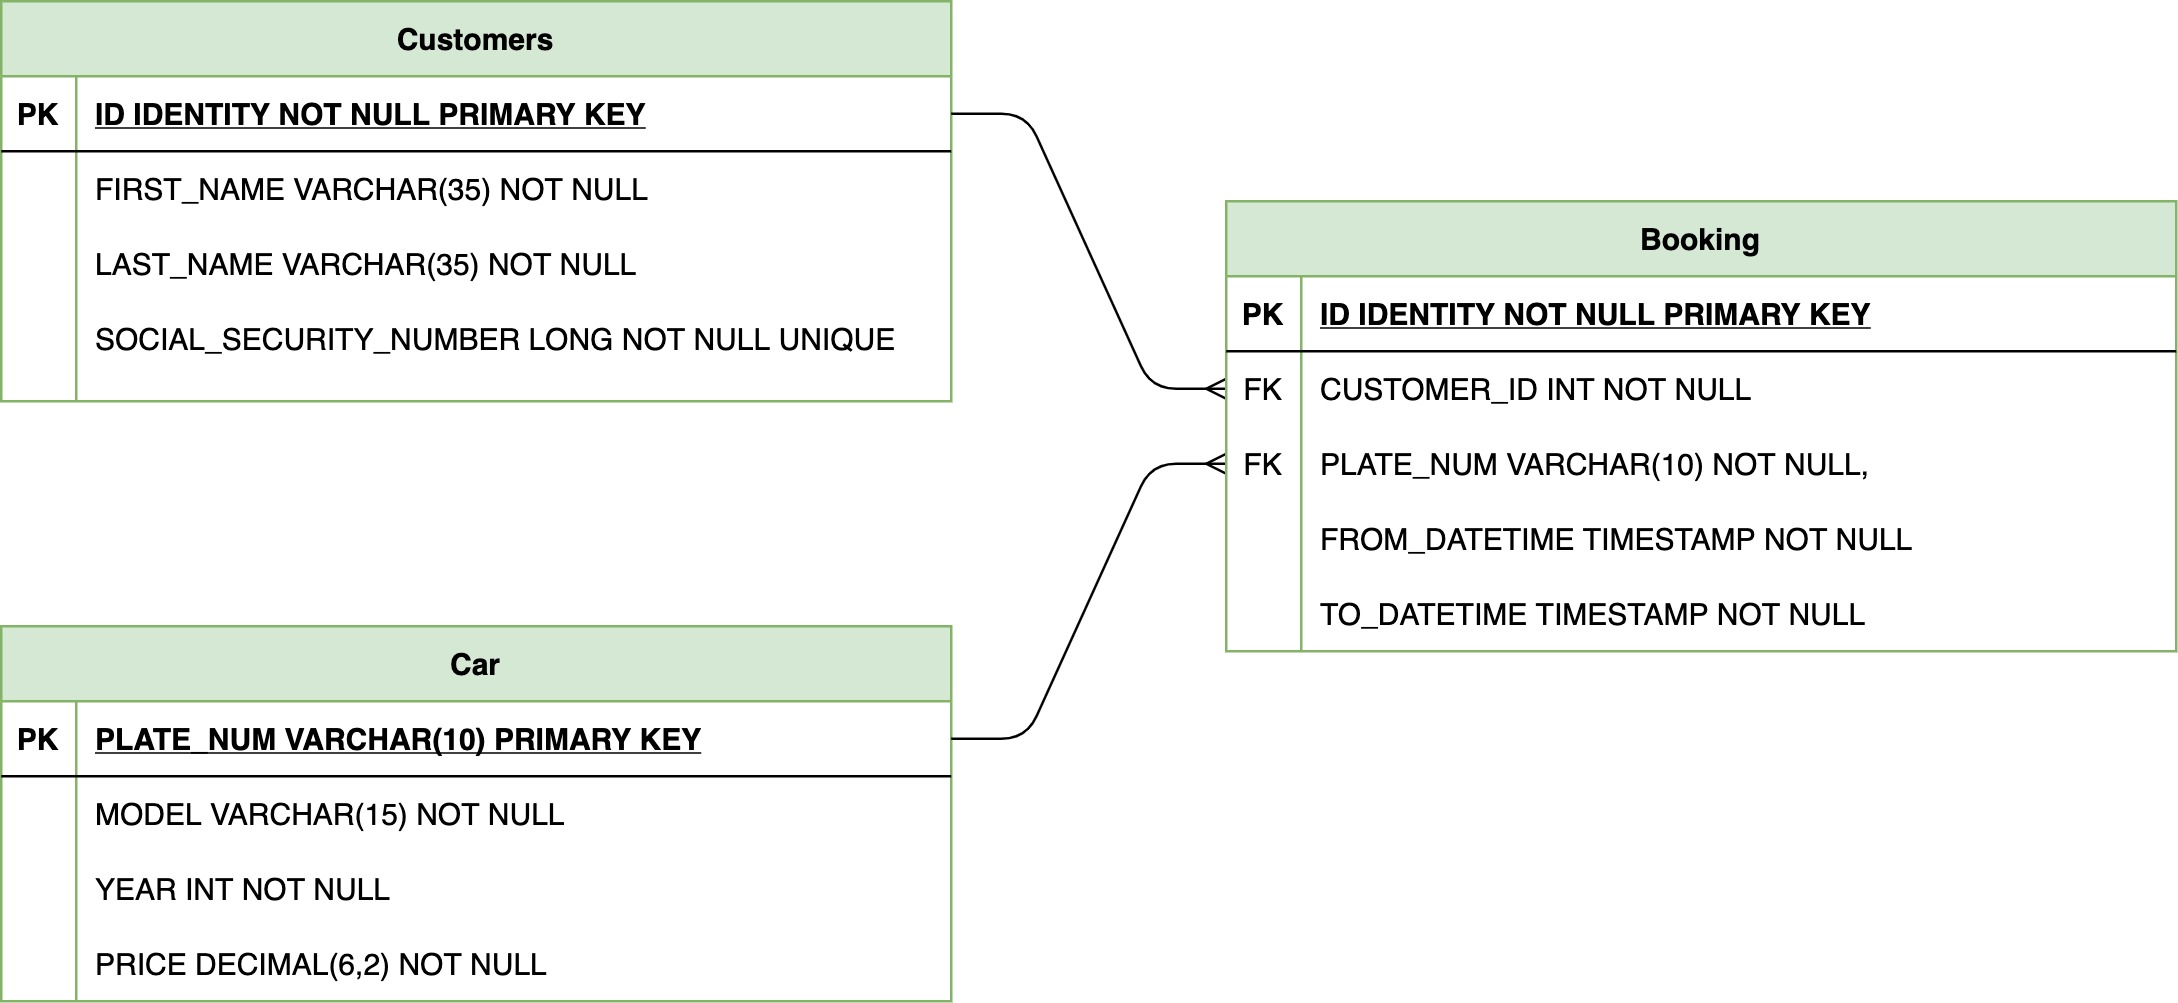 Customers
PK ID IDENTITY NOT NULL PRIMARY KEY
FIRST_NAME VARCHAR(35) NOT NULL
LAST_NAME VARCHAR(35) NOT NULL
SOCIAL_SECURITY_NUMBER LONG NOT NULL UNIQUE
Booking
PK ID IDENTITY NOT NULL PRIMARY KEY
FK CUSTOMER_ID INT NOT NULL
FK PLATE_NUM VARCHAR(10) NOT NULL,
FROM_DATETIME TIMESTAMP NOT NULL
TO_DATETIME TIMESTAMP NOT NULL
Car
PK PLATE_NUM VARCHAR(10) PRIMARY KEY
MODEL VARCHAR(15) NOT NULL
YEAR INT NOT NULL
PRICE DECIMAL(6,2) NOT NULL